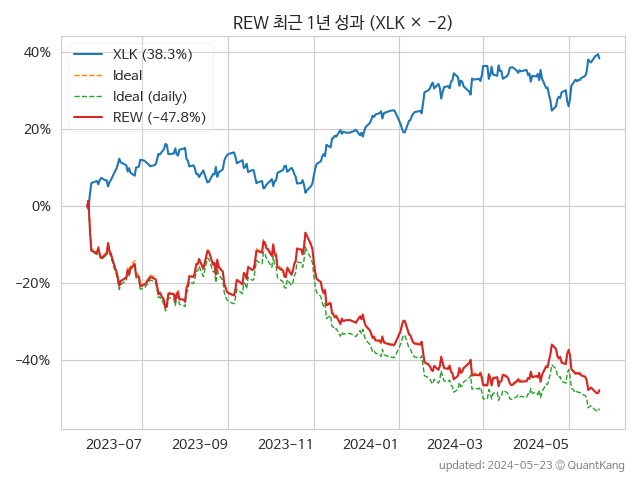 REW 최근 1년 성과 (XLK × −2)
XLK (38.3%)
Ideal
Ideal (daily)
REW (−47.8%)
40%
20%
0%
−20%
−40%
2023-07
2023-09
2023-11
2024-01
2024-03
2024-05
updated: 2024-05-23 ⓒ QuantKang